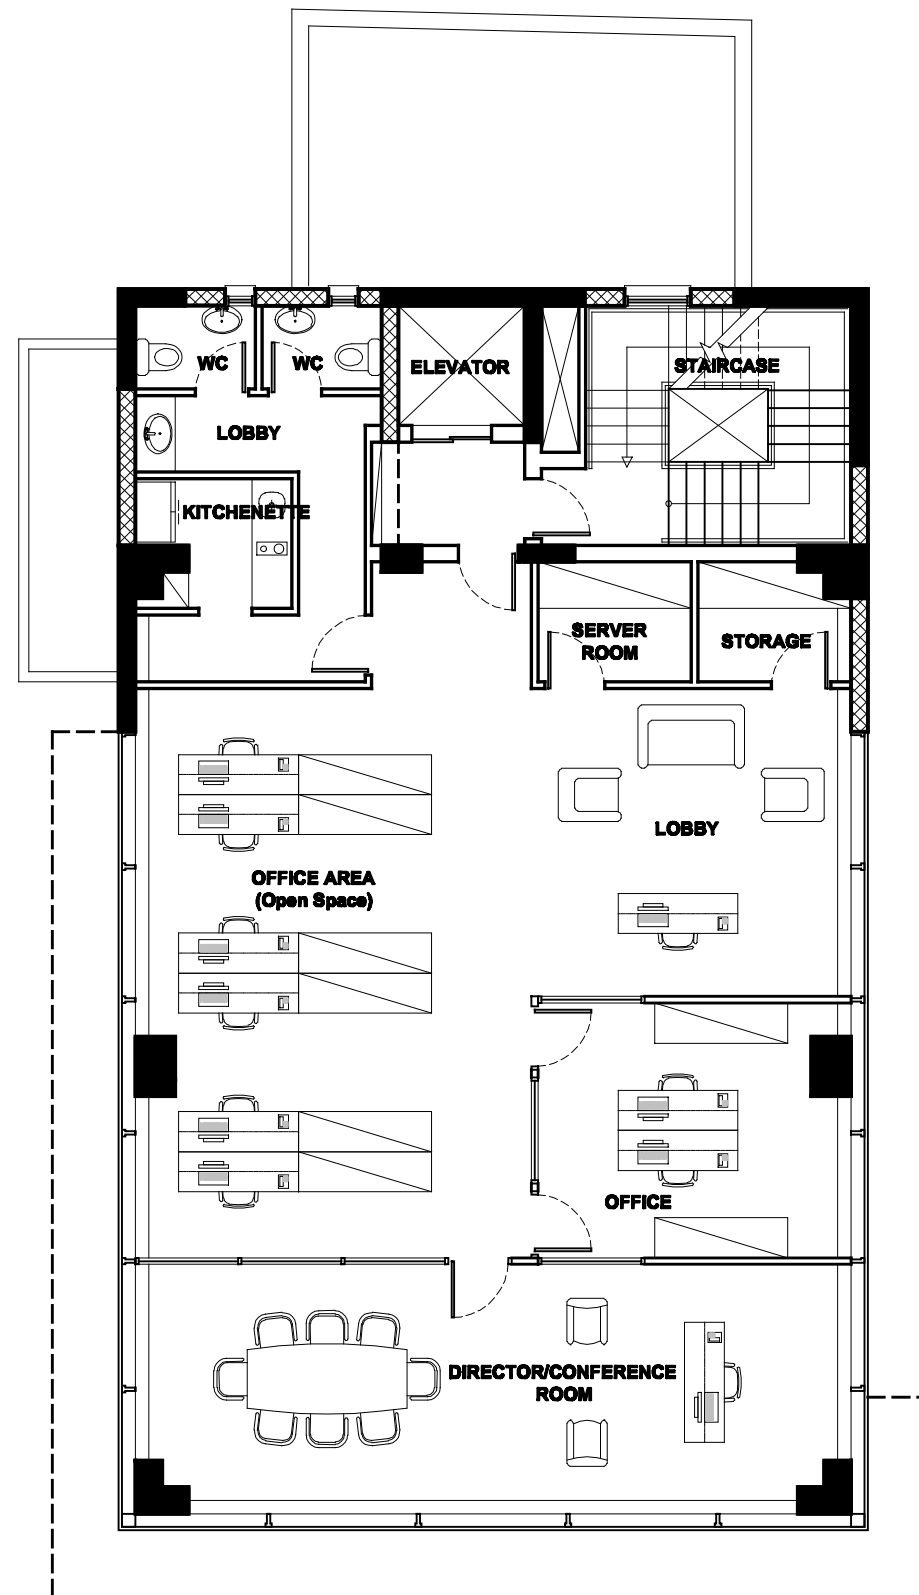 WC
WC
ELEVATOR
STAIRCASE
LOBBY
KITCHENETTE
SERVER
ROOM
STORAGE
LOBBY
OFFICE AREA
(Open Space)
OFFICE
DIRECTOR/CONFERENCE
ROOM